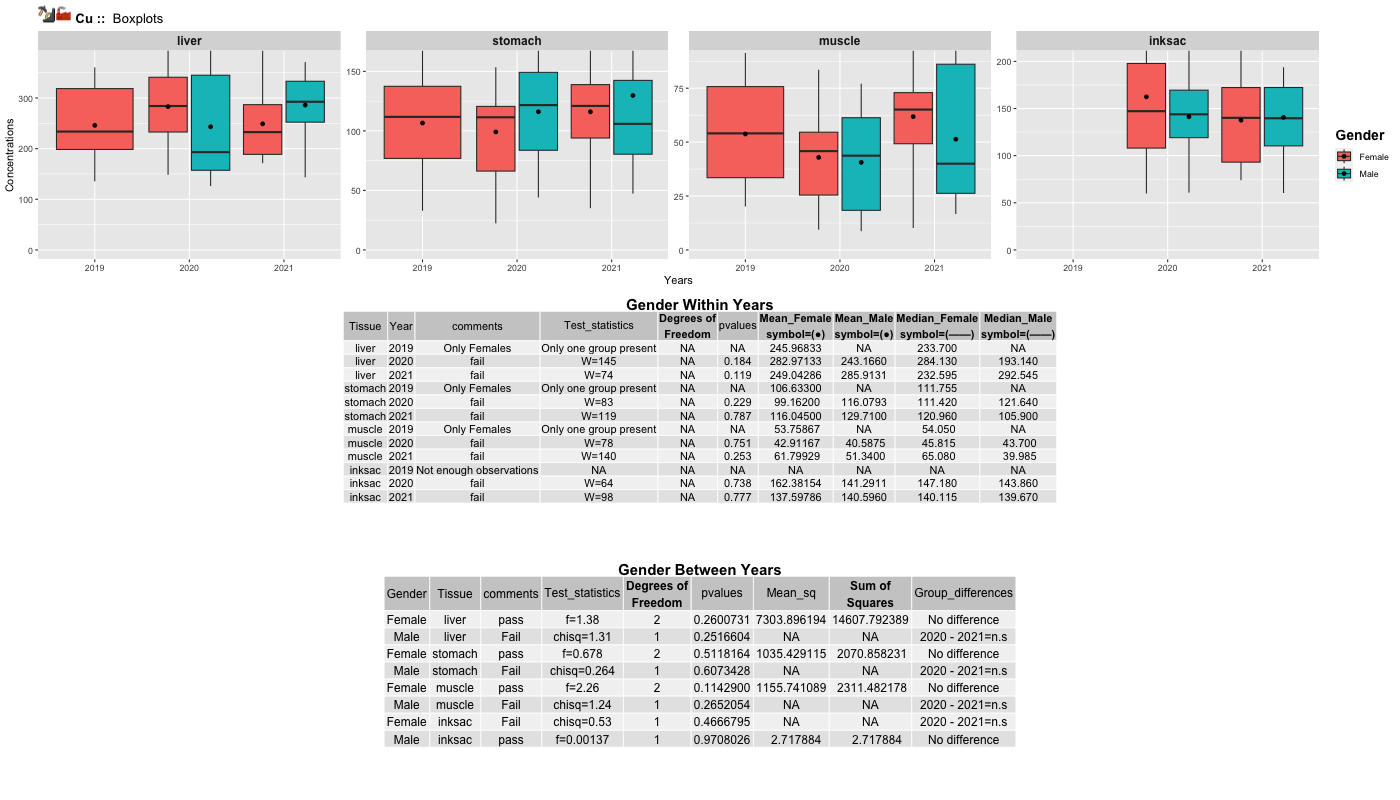 Cu :: Boxplots
liver stomach muscle inksac
Concentrations
300
200
100
0
150
100
50
0
75
50
25
0
200
150
100
50
0
2019 2020 2021 2019 2020 2021 2019 2020 2021 2019 2020 2021
Years
Gender
Female
Male
Gender Within Years
Tissue Year comments Test_statistics Degrees of Freedom pvalues Mean_Female symbol=(●) Mean_Male symbol=(●) Median_Female symbol=(——) Median_Male symbol=(——)
liver 2019 Only Females Only one group present NA NA 245.96833 NA 233.700 NA
liver 2020 fail W=145 NA 0.184 282.97133 243.1660 284.130 193.140
liver 2021 fail W=74 NA 0.119 249.04286 285.9131 232.595 292.545
stomach 2019 Only Females Only one group present NA NA 106.63300 NA 111.755 NA
stomach 2020 fail W=83 NA 0.229 99.16200 116.0793 111.420 121.640
stomach 2021 fail W=119 NA 0.787 116.04500 129.7100 120.960 105.900
muscle 2019 Only Females Only one group present NA NA 53.75867 NA 54.050 NA
muscle 2020 fail W=78 NA 0.751 42.91167 40.5875 45.815 43.700
muscle 2021 fail W=140 NA 0.253 61.79929 51.3400 65.080 39.985
inksac 2019 Not enough observations NA NA NA NA NA NA NA
inksac 2020 fail W=64 NA 0.738 162.38154 141.2911 147.180 143.860
inksac 2021 fail W=98 NA 0.777 137.59786 140.5960 140.115 139.670
Gender Between Years
Gender Tissue comments Test_statistics Degrees of Freedom pvalues Mean_sq Sum of Squares Group_differences
Female liver pass f=1.38 2 0.2600731 7303.896194 14607.792389 No difference
Male liver Fail chisq=1.31 1 0.2516604 NA NA 2020 - 2021=n.s
Female stomach pass f=0.678 2 0.5118164 1035.429115 2070.858231 No difference
Male stomach Fail chisq=0.264 1 0.6073428 NA NA 2020 - 2021=n.s
Female muscle pass f=2.26 2 0.1142900 1155.741089 2311.482178 No difference
Male muscle Fail chisq=1.24 1 0.2652054 NA NA 2020 - 2021=n.s
Female inksac Fail chisq=0.53 1 0.4666795 NA NA 2020 - 2021=n.s
Male inksac pass f=0.00137 1 0.9708026 2.717884 2.717884 No difference